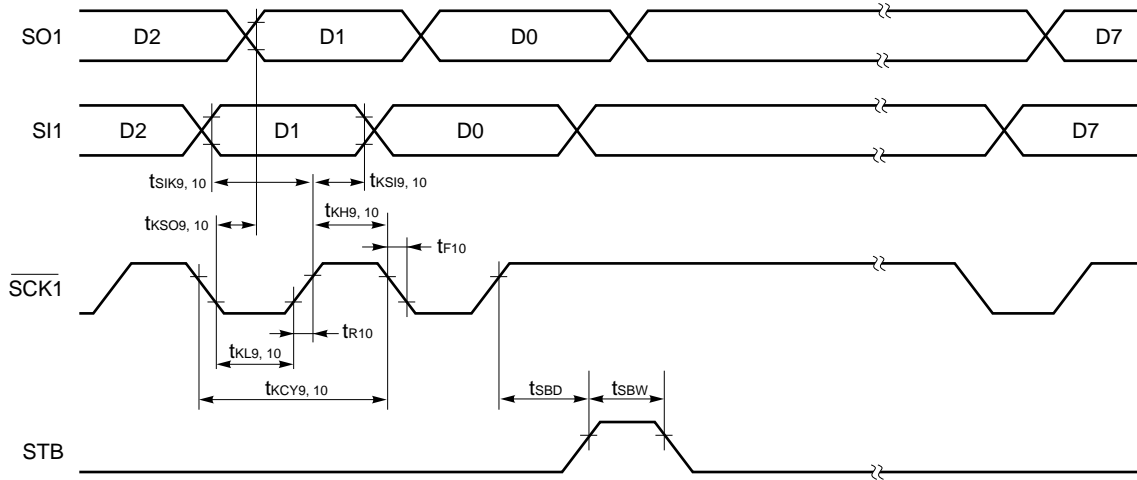 SO1 D2 D1 D0 D7
SI1 D2 D1 D0 D7
tSIK9, 10 tKSI9, 10
tKSO9, 10 tKH9, 10
tF10
SCK1
tR10
tKL9, 10
tKCY9, 10 tSBD tSBW
STB